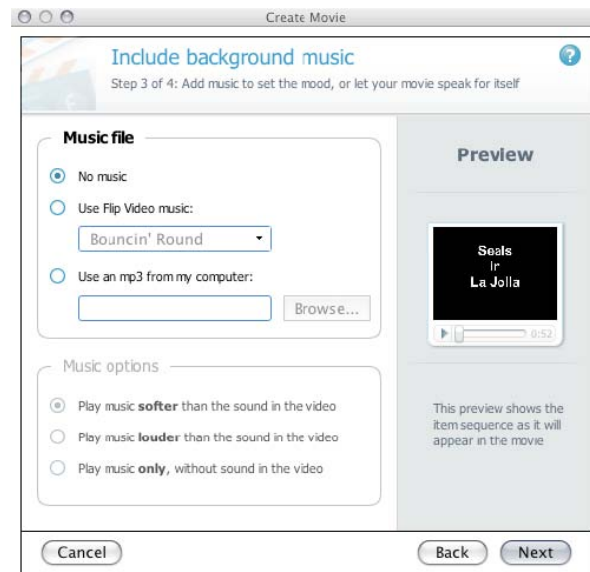 Create Movie
Include background music
?
Step 3 of 4: Add music to set the mood, or let your movie speak for itself
Music file
No music
Use Flip Video music:
Bouncin' Round
Use an mp3 from my computer:
Browse...
Music options
Play music softer than the sound in the video
Play music louder than the sound in the video
Play music only, without sound in the video
Preview
Seals
In
La Jolla
0:52
This preview shows the
item sequence as it will
appear in the movie
Cancel
Back
Next